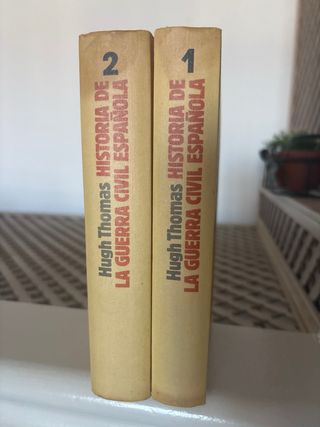 2
Hugh Thomas HISTORIA DE
LA GUERRA CIVIL ESPAÑOLA
1
Hugh Thomas HISTORIA DE
LA GUERRA CIVIL ESPAÑOLA